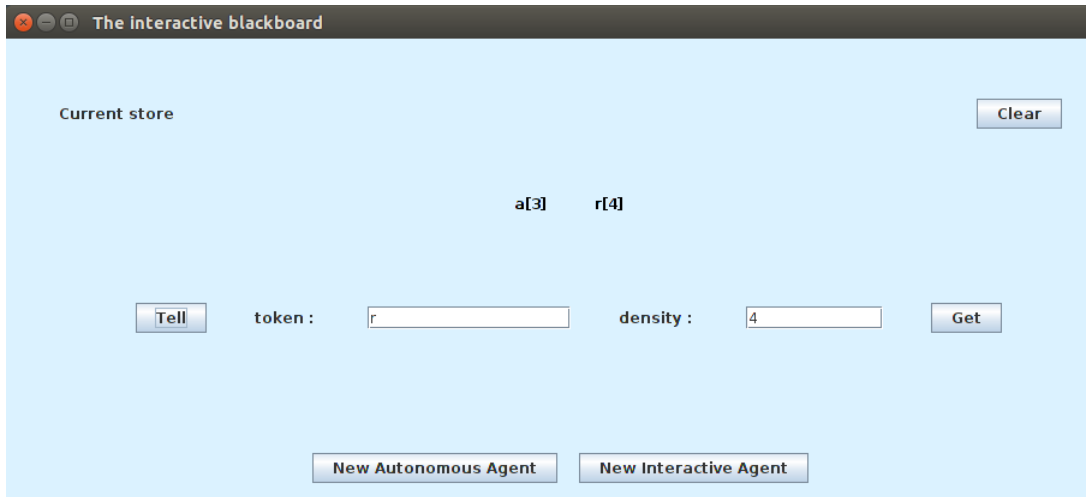 The interactive blackboard
Current store Clear
a[3] r[4]
Tell token : r density : 4 Get
New Autonomous Agent New Interactive Agent